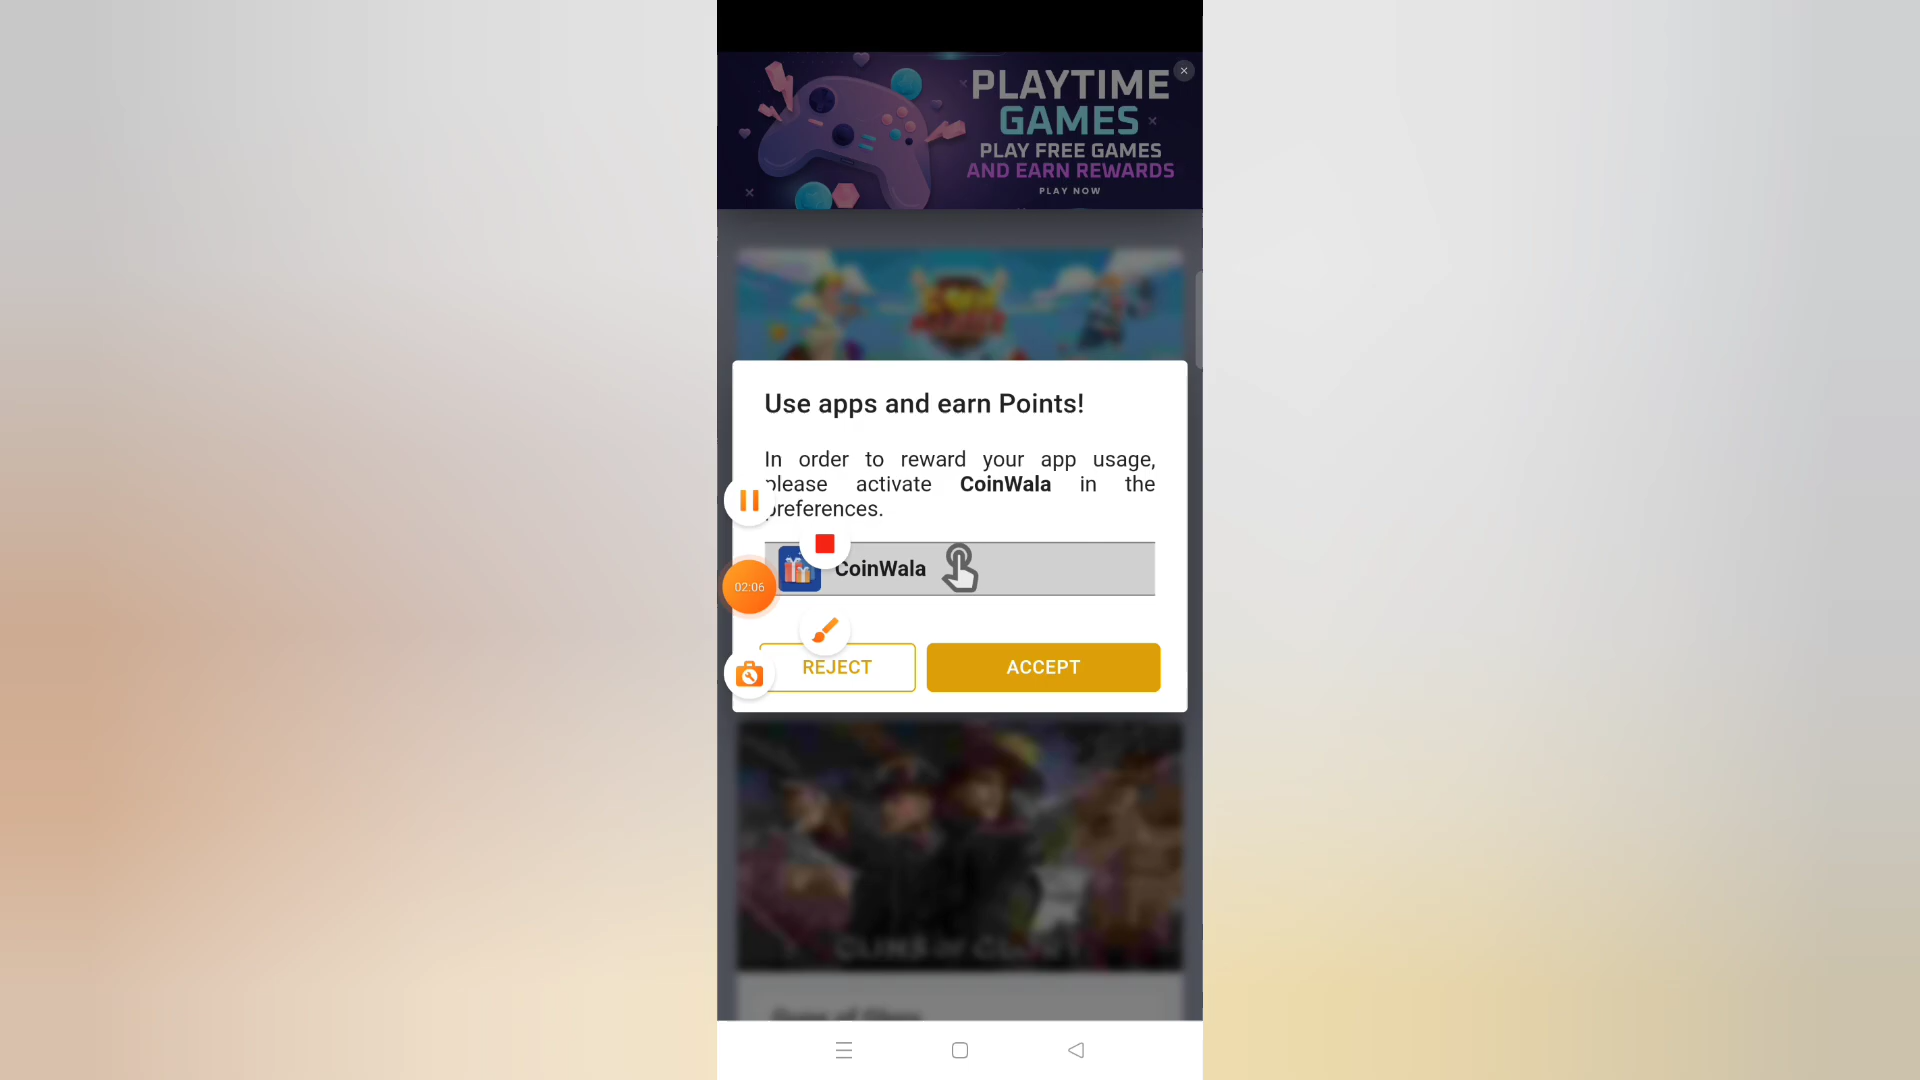 PLAYTIME
GAMES
PLAY FREE GAMES
AND EARN REWARDS
PLAY NOW
Use apps and earn Points!
In order to reward your app usage,
please activate CoinWala in the
preferences.
CoinWala
02:06
REJECT
ACCEPT